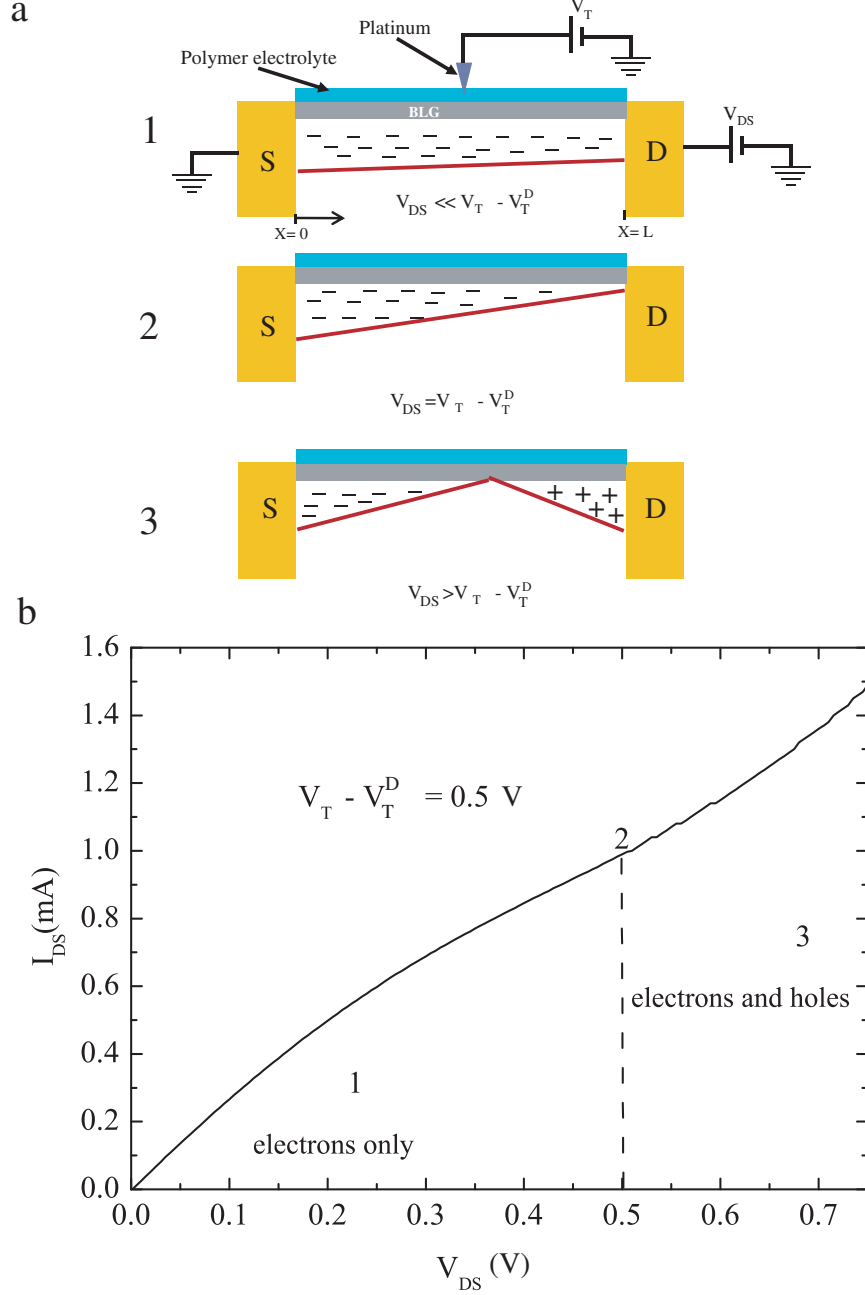 a
V_T
Platinum
Polymer electrolyte
BLG
1
S
D
V_DS
V_DS << V_T - V_T^D
X= 0
X= L
2
S
D
V_DS =V_T - V_T^D
3
S
D
V_DS >V_T - V_T^D
b
1.6
1.4
1.2
1.0
0.8
0.6
0.4
0.2
0.0
I_DS(mA)
V_T - V_T^D = 0.5 V
2
3
electrons and holes
1
electrons only
0.0 0.1 0.2 0.3 0.4 0.5 0.6 0.7
V_DS (V)